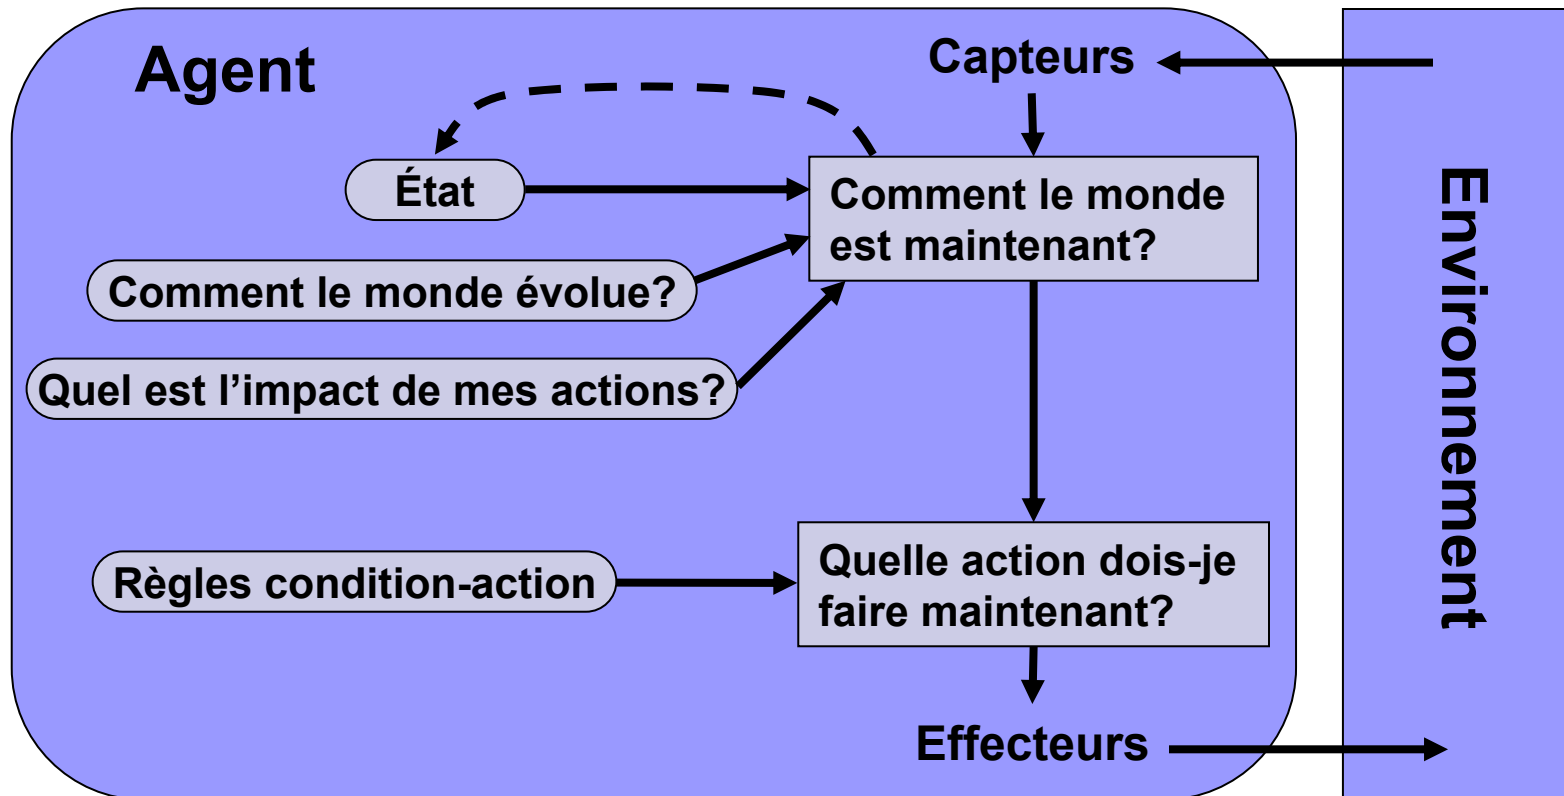 Agent
Capteurs
État
Comment le monde
est maintenant?
Comment le monde évolue?
Quel est l’impact de mes actions?
Règles condition-action
Quelle action dois-je
faire maintenant?
Effecteurs
Environnement